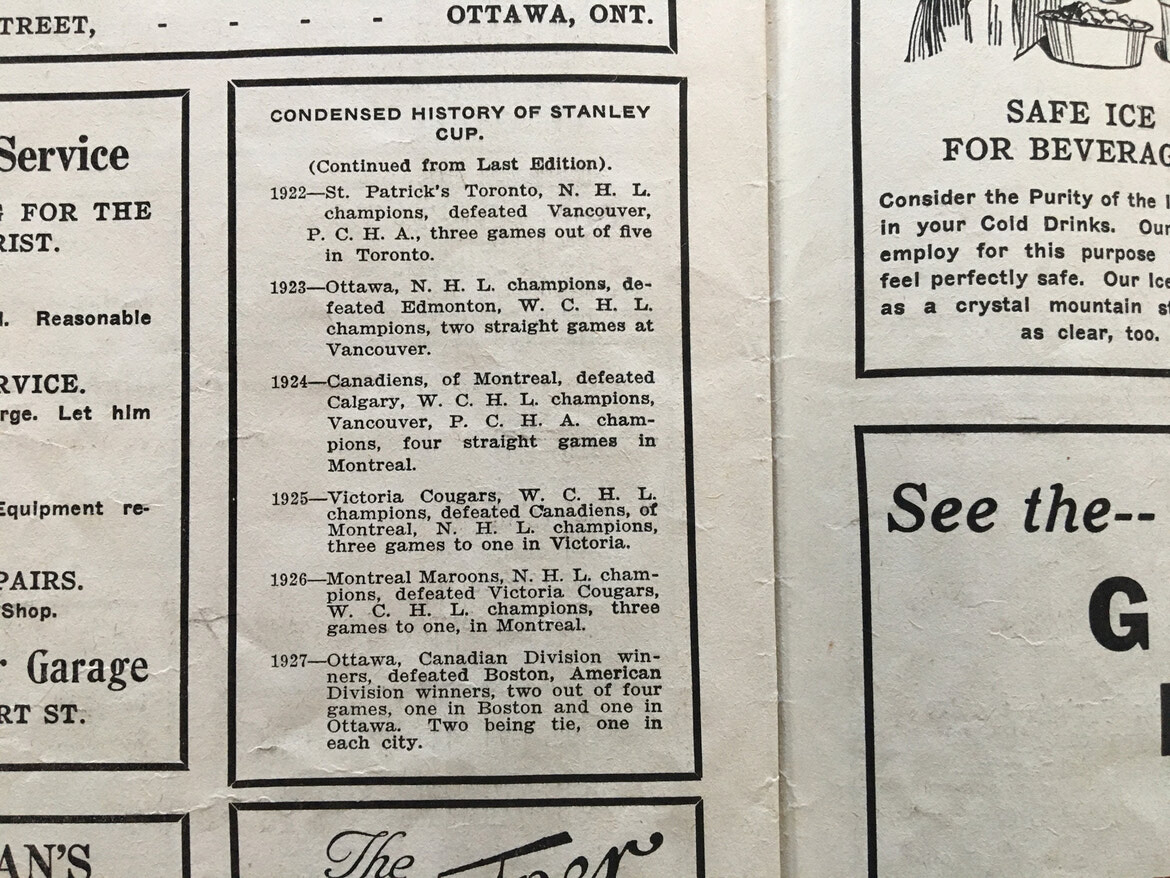 STREET, - - - - OTTAWA, ONT.
Service
FOR THE
RIST.
Reasonable
RVICE.
rge. Let him
Equipment re-
PAIRS.
Shop.
r Garage
RT ST.
AN'S
CONDENSED HISTORY OF STANLEY
CUP.
(Continued from Last Edition).
1922—St. Patrick's Toronto, N. H. L.
champions, defeated Vancouver,
P. C. H. A., three games out of five
in Toronto.
1923—Ottawa, N. H. L. champions, de-
feated Edmonton, W. C. H. L.
champions, two straight games at
Vancouver.
1924—Canadiens, of Montreal, defeated
Calgary, W. C. H. L. champions,
Vancouver, P. C. H. A. cham-
pions, four straight games in
Montreal.
1925—Victoria Cougars, W. C. H. L.
champions, defeated Canadiens, of
Montreal, N. H. L. champions,
three games to one in Victoria.
1926—Montreal Maroons, N. H. L. cham-
pions, defeated Victoria Cougars,
W. C. H. L. champions, three
games to one, in Montreal.
1927—Ottawa, Canadian Division win-
ners, defeated Boston, American
Division winners, two out of four
games, one in Boston and one in
Ottawa. Two being tie, one in
each city.
The
SAFE ICE
FOR BEVERAG
Consider the Purity of the
in your Cold Drinks. Our
employ for this purpose
feel perfectly safe. Our Ice
as a crystal mountain st
as clear, too.
See the--
G